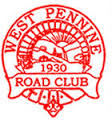 WEST PENNINE
1930
ROAD CLUB